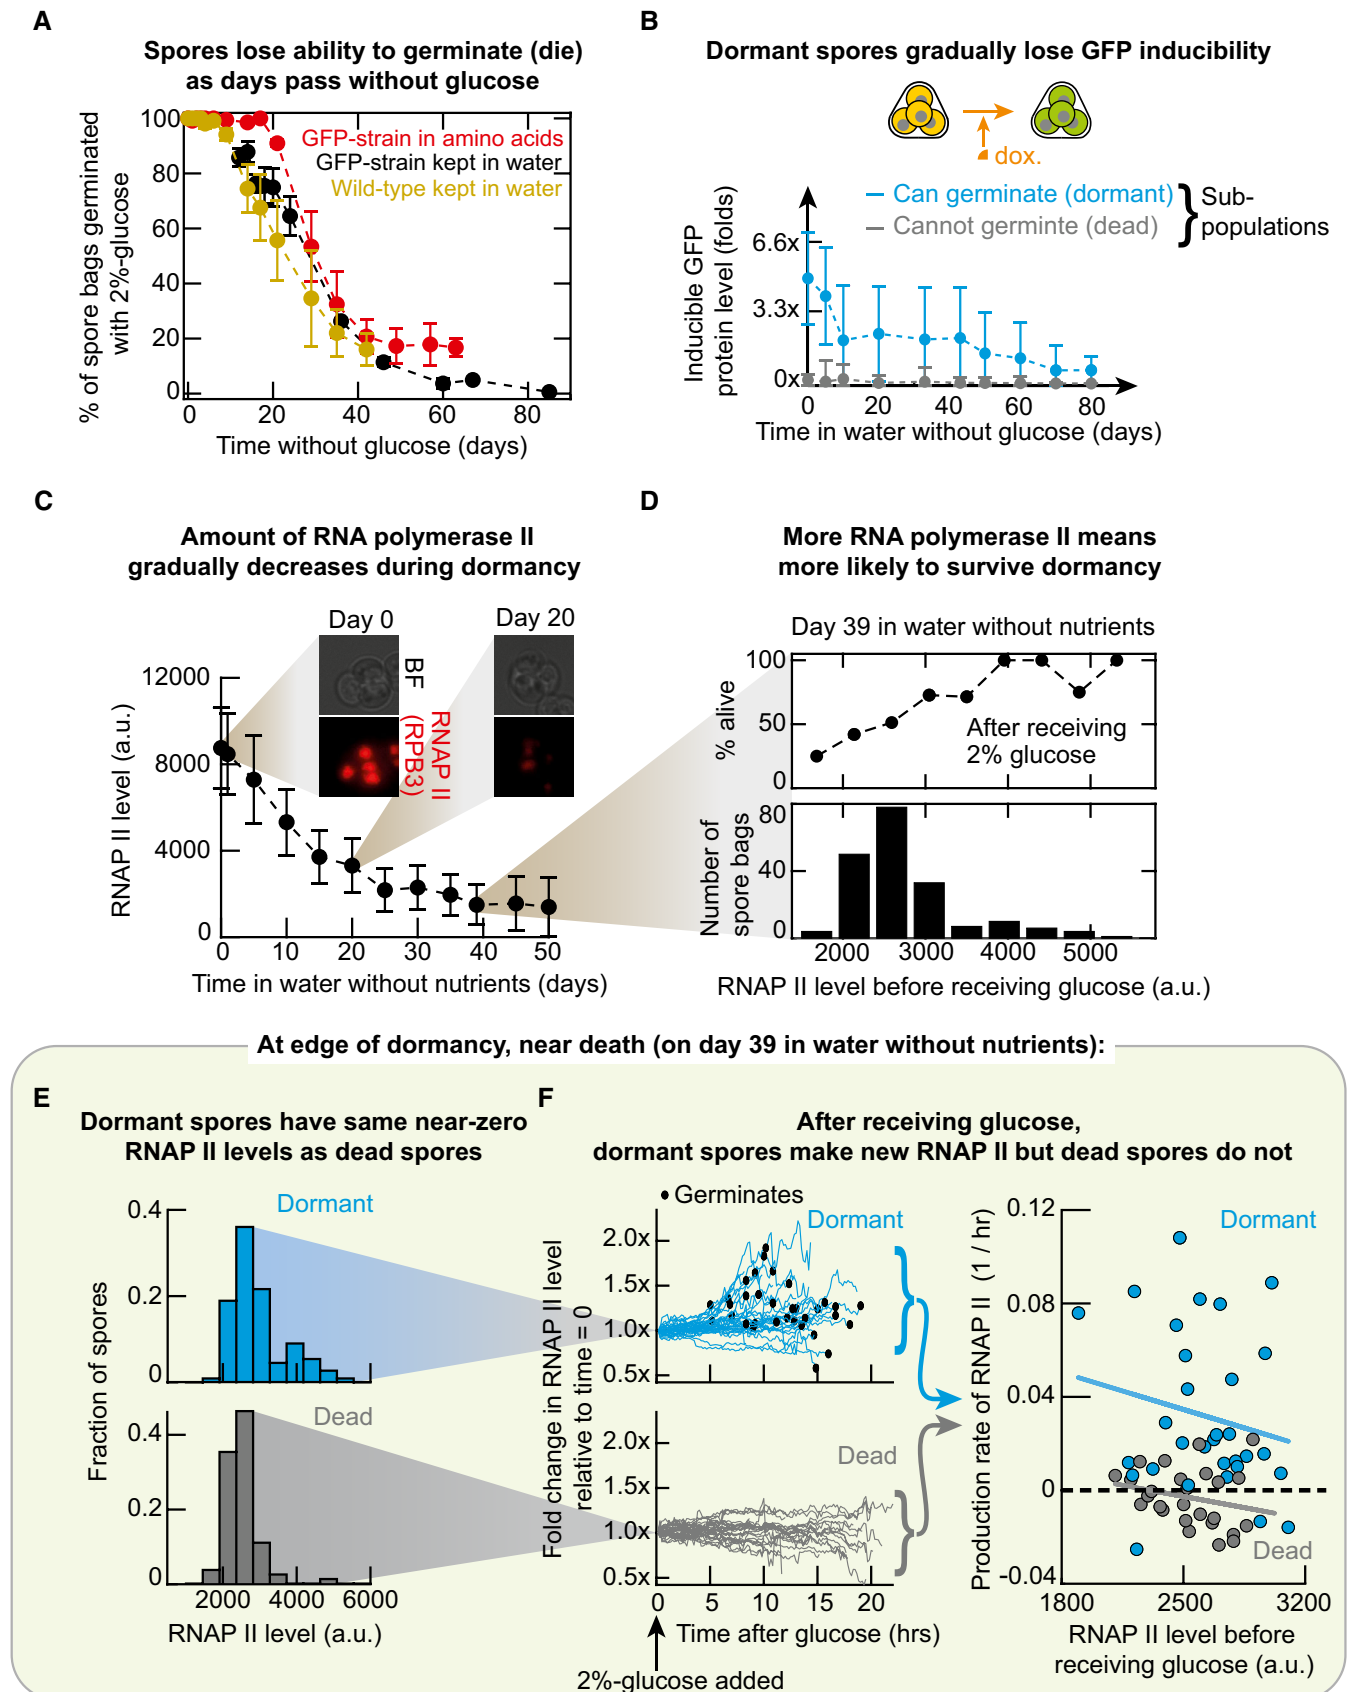 A
Spores lose ability to germinate (die)
as days pass without glucose
% of spore bags germinated
with 2%-glucose
100
80
60
40
20
0
GFP-strain in amino acids
GFP-strain kept in water
Wild-type kept in water
0 20 40 60 80
Time without glucose (days)
B
Dormant spores gradually lose GFP inducibility
dox.
Can germinate (dormant)
Cannot germinte (dead)
}
Sub-
populations
Inducible GFP
protein level (folds)
6.6x
3.3x
0x
0 20 40 60 80
Time in water without glucose (days)
C
Amount of RNA polymerase II
gradually decreases during dormancy
Day 0
Day 20
BF
RNAP II
(RPB3)
RNAP II level (a.u.)
12000
8000
4000
0
0 10 20 30 40 50
Time in water without nutrients (days)
D
More RNA polymerase II means
more likely to survive dormancy
Day 39 in water without nutrients
% alive
100
50
0
After receiving
2% glucose
Number of
spore bags
80
40
0
2000 3000 4000 5000
RNAP II level before receiving glucose (a.u.)
At edge of dormancy, near death (on day 39 in water without nutrients):
E
Dormant spores have same near-zero
RNAP II levels as dead spores
Fraction of spores
0.4
0.2
0
Dormant
0.4
0.2
0
Dead
2000 4000 6000
RNAP II level (a.u.)
F
After receiving glucose,
dormant spores make new RNAP II but dead spores do not
Germinates
Dormant
Fold change in RNAP II level
relative to time = 0
2.0x
1.5x
1.0x
0.5x
Dead
2.0x
1.5x
1.0x
0.5x
0 5 10 15 20
Time after glucose (hrs)
2%-glucose added
Production rate of RNAP II (1 / hr)
0.12
0.08
0.04
0
-0.04
Dormant
Dead
1800 2500 3200
RNAP II level before
receiving glucose (a.u.)